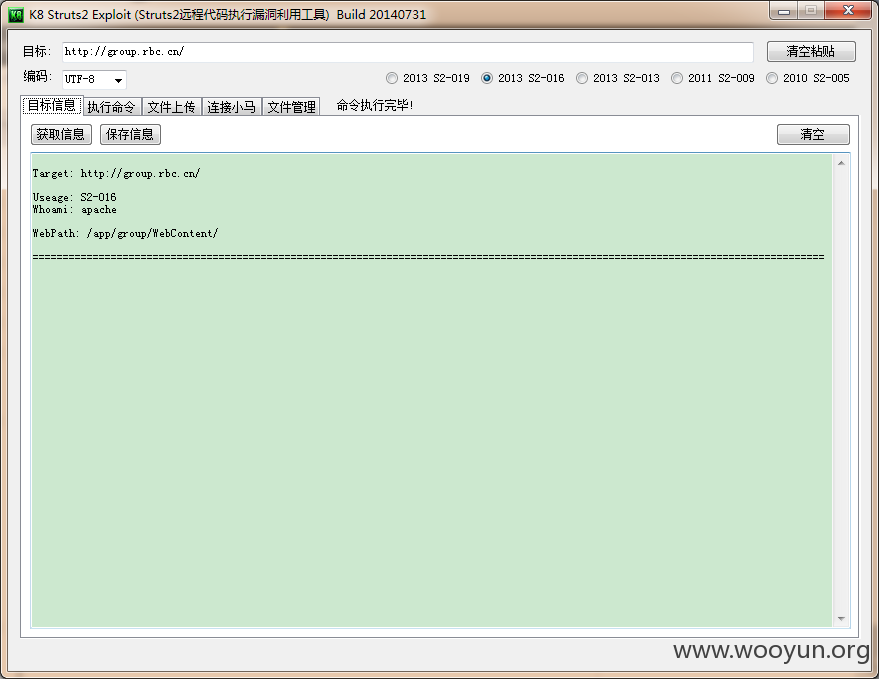 K8 Struts2 Exploit (Struts2远程代码执行漏洞利用工具) Build 20140731
目标: http://group.rbc.cn/ 清空粘贴
编码: UTF-8 2013 S2-019 2013 S2-016 2013 S2-013 2011 S2-009 2010 S2-005
目标信息 执行命令 文件上传 连接小马 文件管理 命令执行完毕!
获取信息 保存信息 清空
Target: http://group.rbc.cn/
Useage: S2-016
Whoami: apache
WebPath: /app/group/WebContent/
====================================================================================================================================
www.wooyun.org